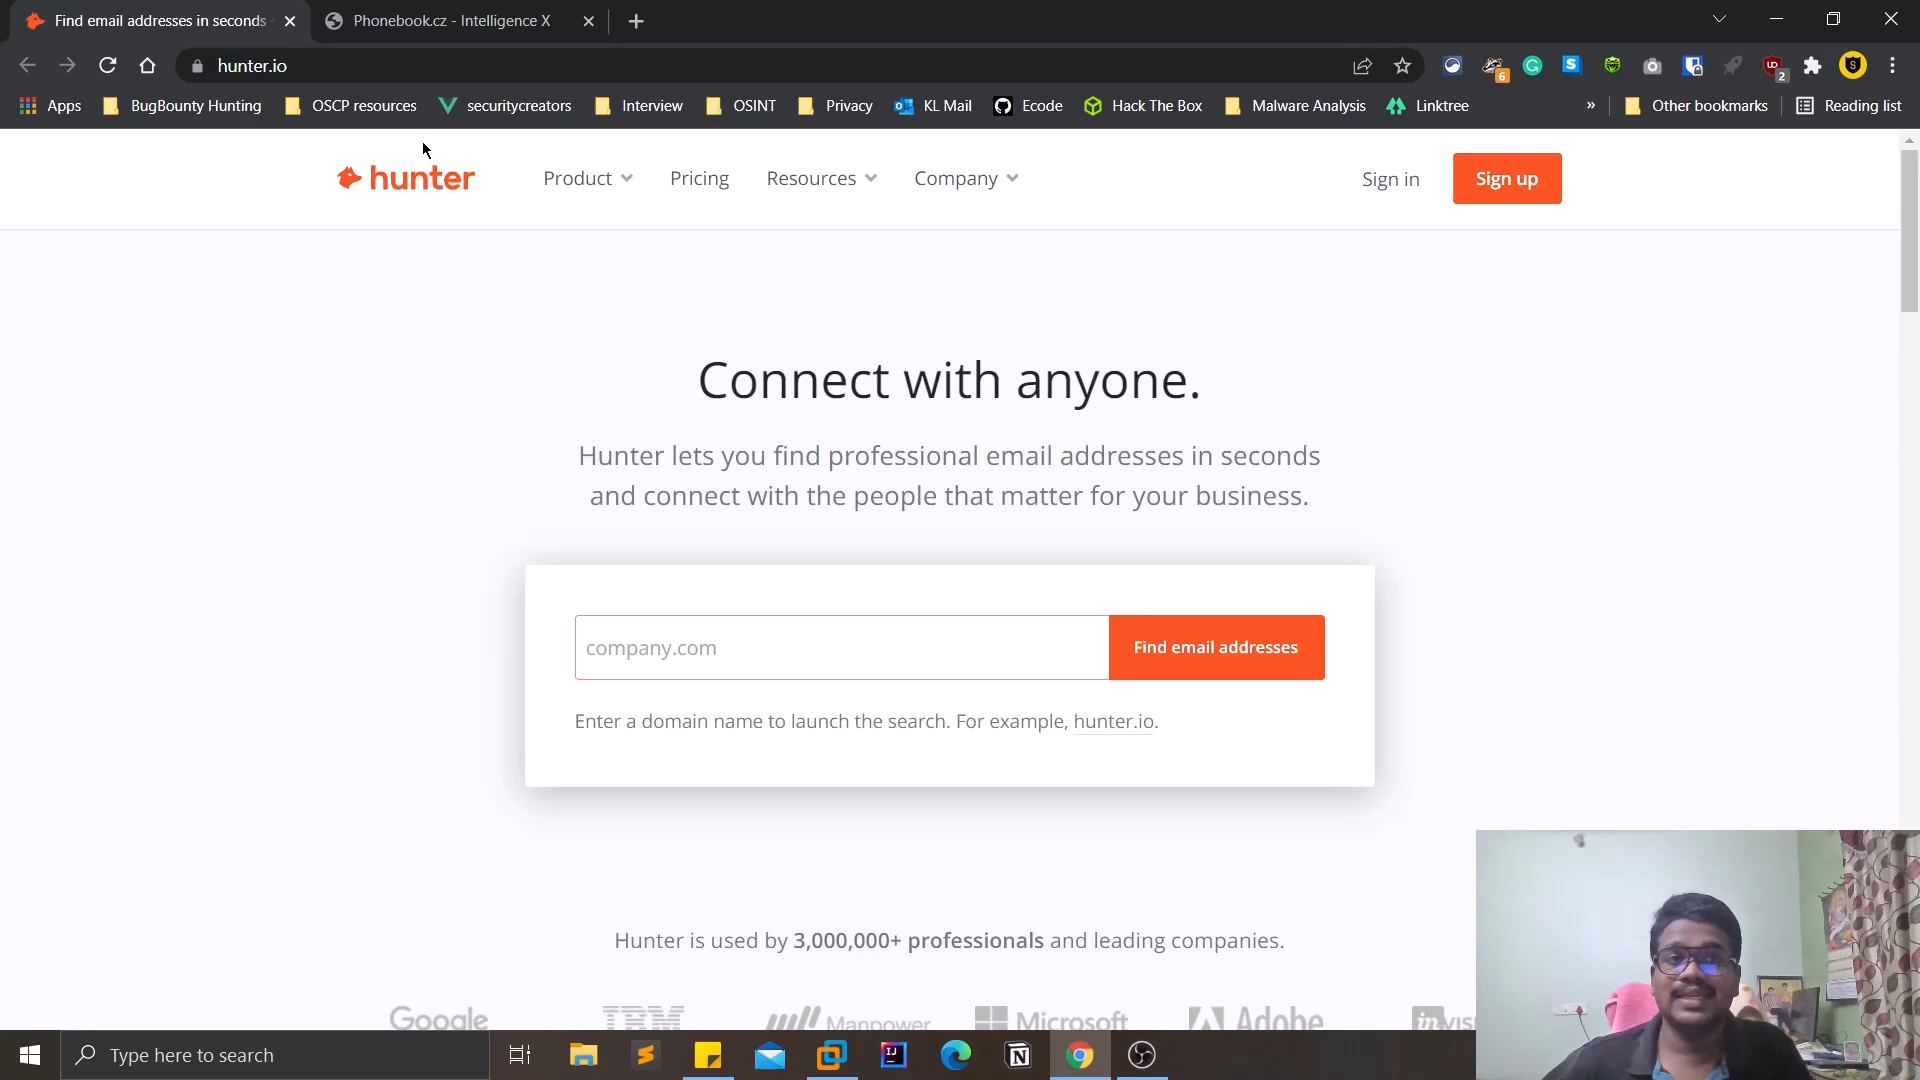 Find email addresses in seconds
Phonebook.cz - Intelligence X
hunter.io
6
2
Apps
BugBounty Hunting
OSCP resources
securitycreators
Interview
OSINT
Privacy
KL Mail
Ecode
Hack The Box
Malware Analysis
Linktree
»
Other bookmarks
Reading list
hunter
Product
Pricing
Resources
Company
Sign in
Sign up
Connect with anyone.
Hunter lets you find professional email addresses in seconds
and connect with the people that matter for your business.
company.com
Find email addresses
Enter a domain name to launch the search. For example, hunter.io.
Hunter is used by 3,000,000+ professionals and leading companies.
Google
IBM
Manpower
Microsoft
Adobe
Type here to search